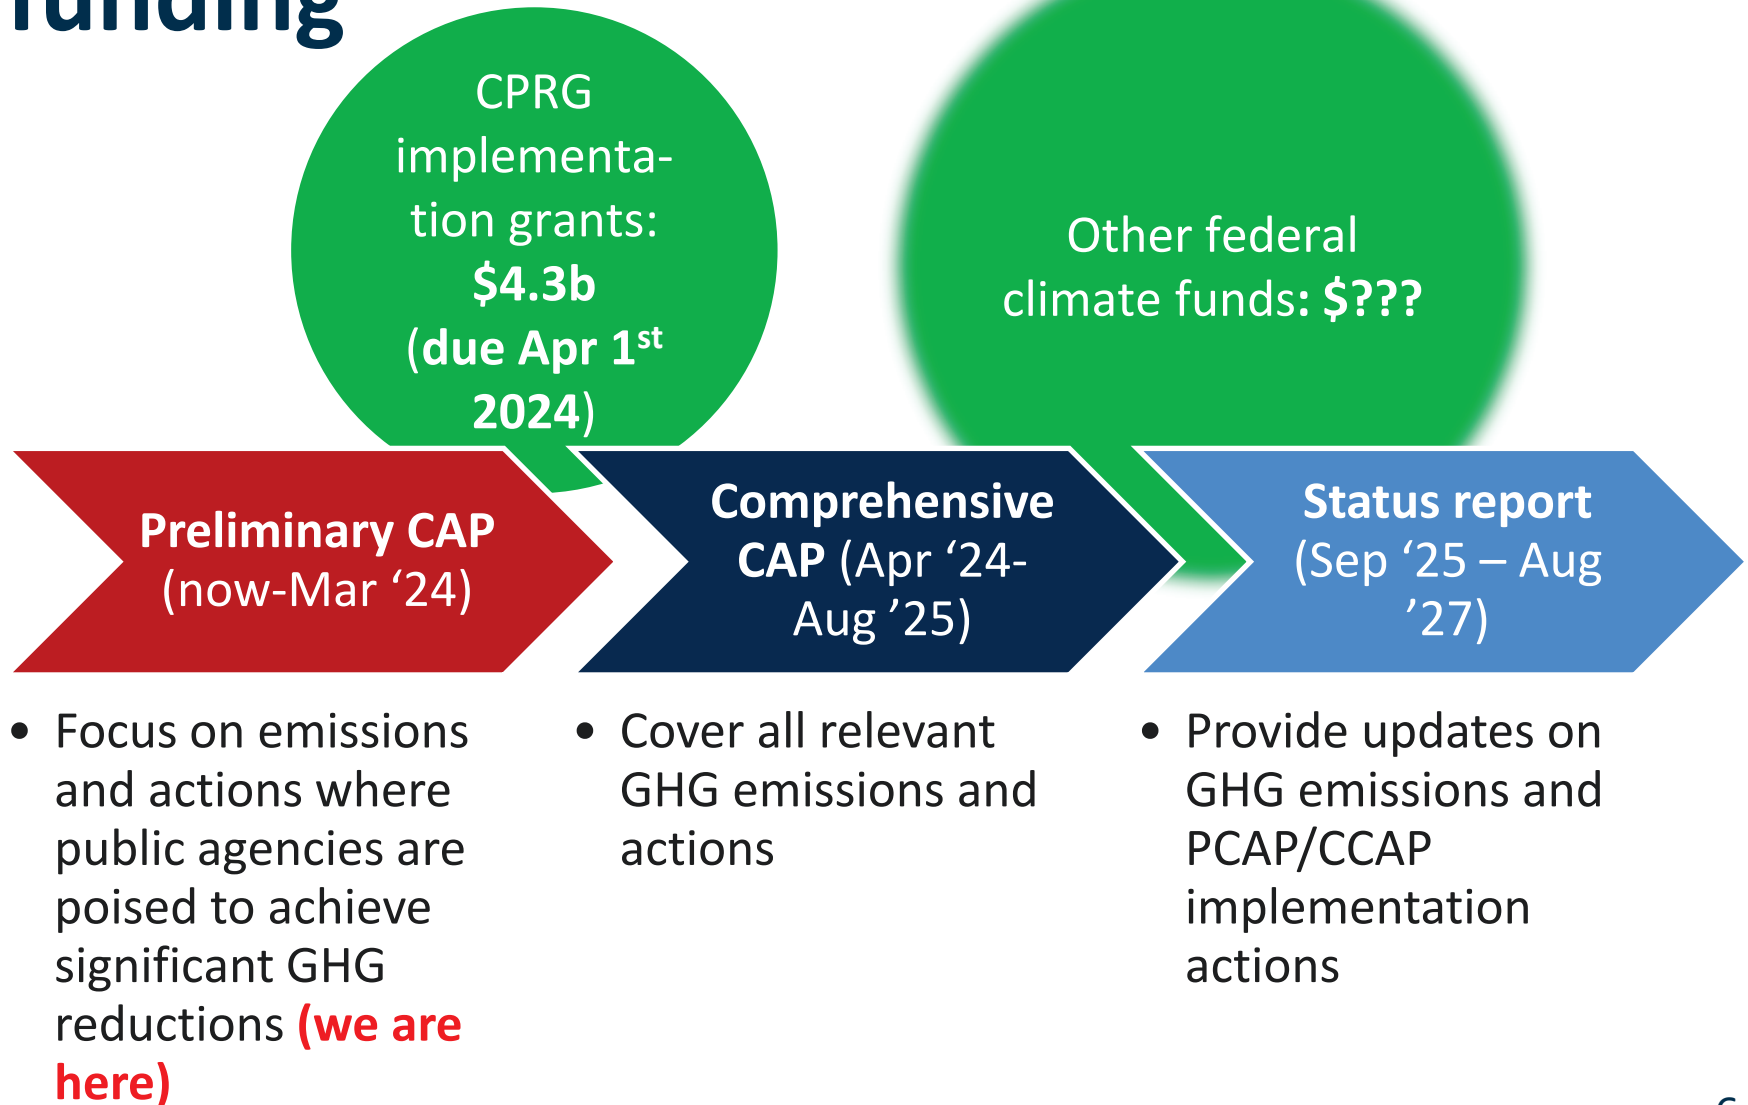 funding
CPRG
implementa-
tion grants:
$4.3b
(due Apr 1st
2024)
Other federal
climate funds: $???
Preliminary CAP
(now-Mar ‘24)
Comprehensive
CAP (Apr ‘24-
Aug ’25)
Status report
(Sep ‘25 – Aug
’27)
• Focus on emissions
and actions where
public agencies are
poised to achieve
significant GHG
reductions (we are
here)
• Cover all relevant
GHG emissions and
actions
• Provide updates on
GHG emissions and
PCAP/CCAP
implementation
actions